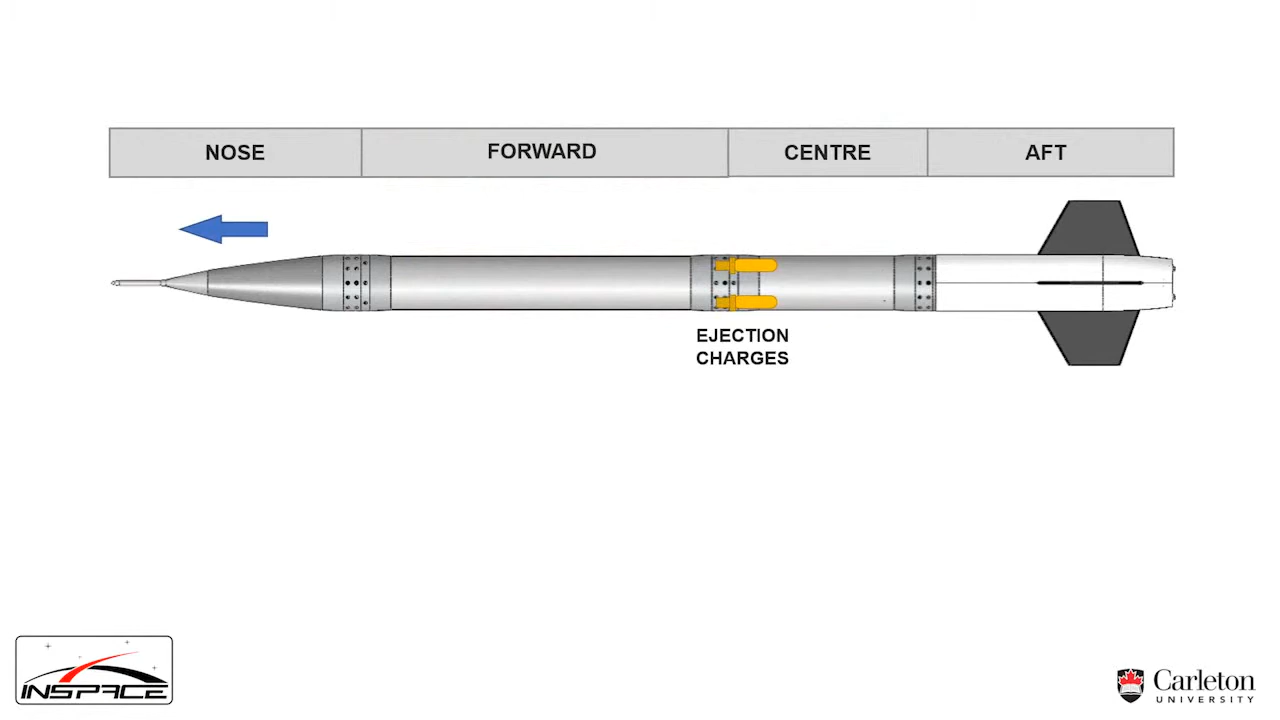 NOSE
FORWARD
CENTRE
AFT
EJECTION
CHARGES
INSPACE
Carleton
UNIVERSITY